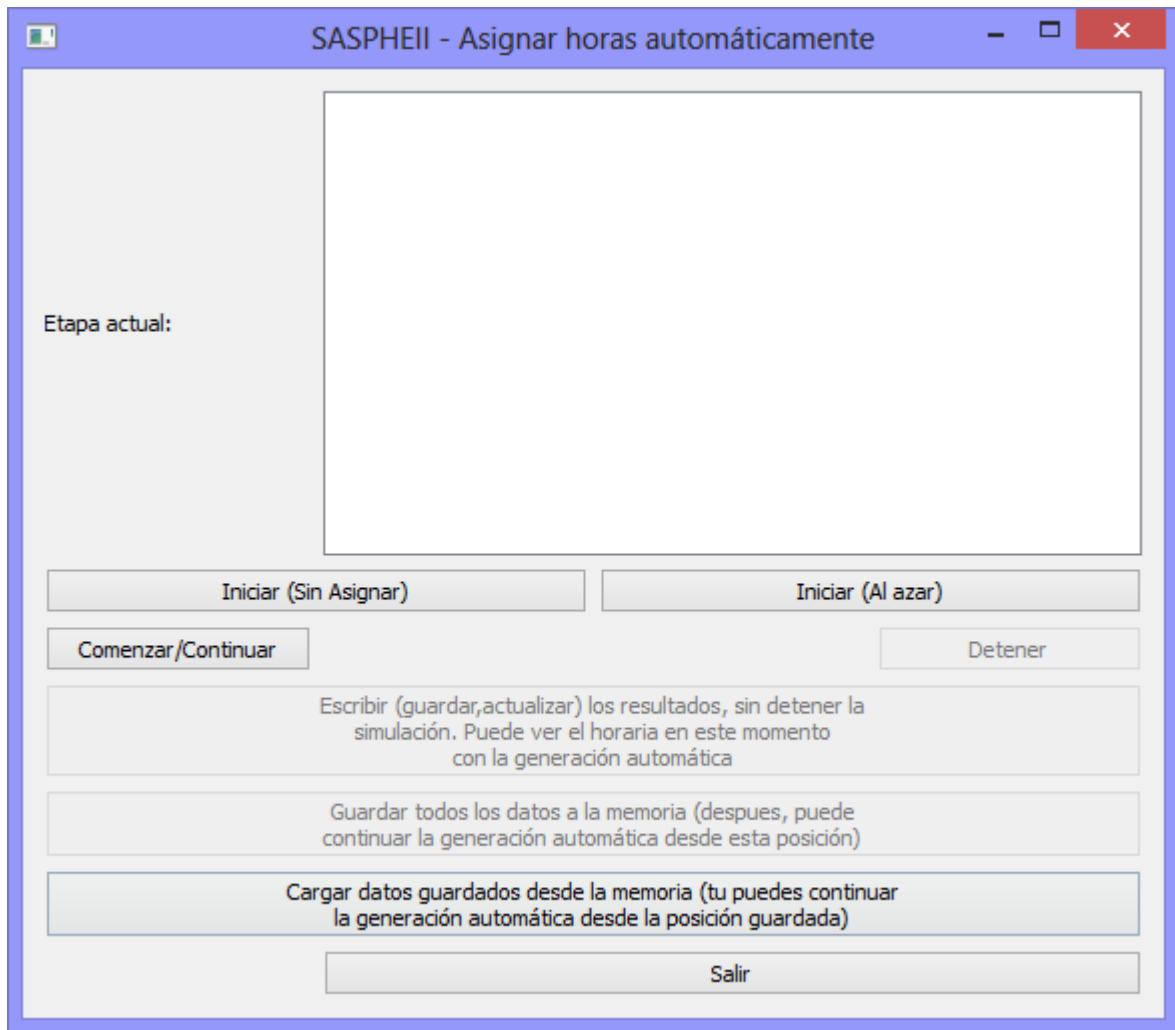 SASPHEII - Asignar horas automáticamente
Etapa actual:
Iniciar (Sin Asignar)
Iniciar (Al azar)
Comenzar/Continuar
Detener
Escribir (guardar,actualizar) los resultados, sin detener la
simulación. Puede ver el horaria en este momento
con la generación automática
Guardar todos los datos a la memoria (despues, puede
continuar la generación automática desde esta posición)
Cargar datos guardados desde la memoria (tu puedes continuar
la generación automática desde la posición guardada)
Salir